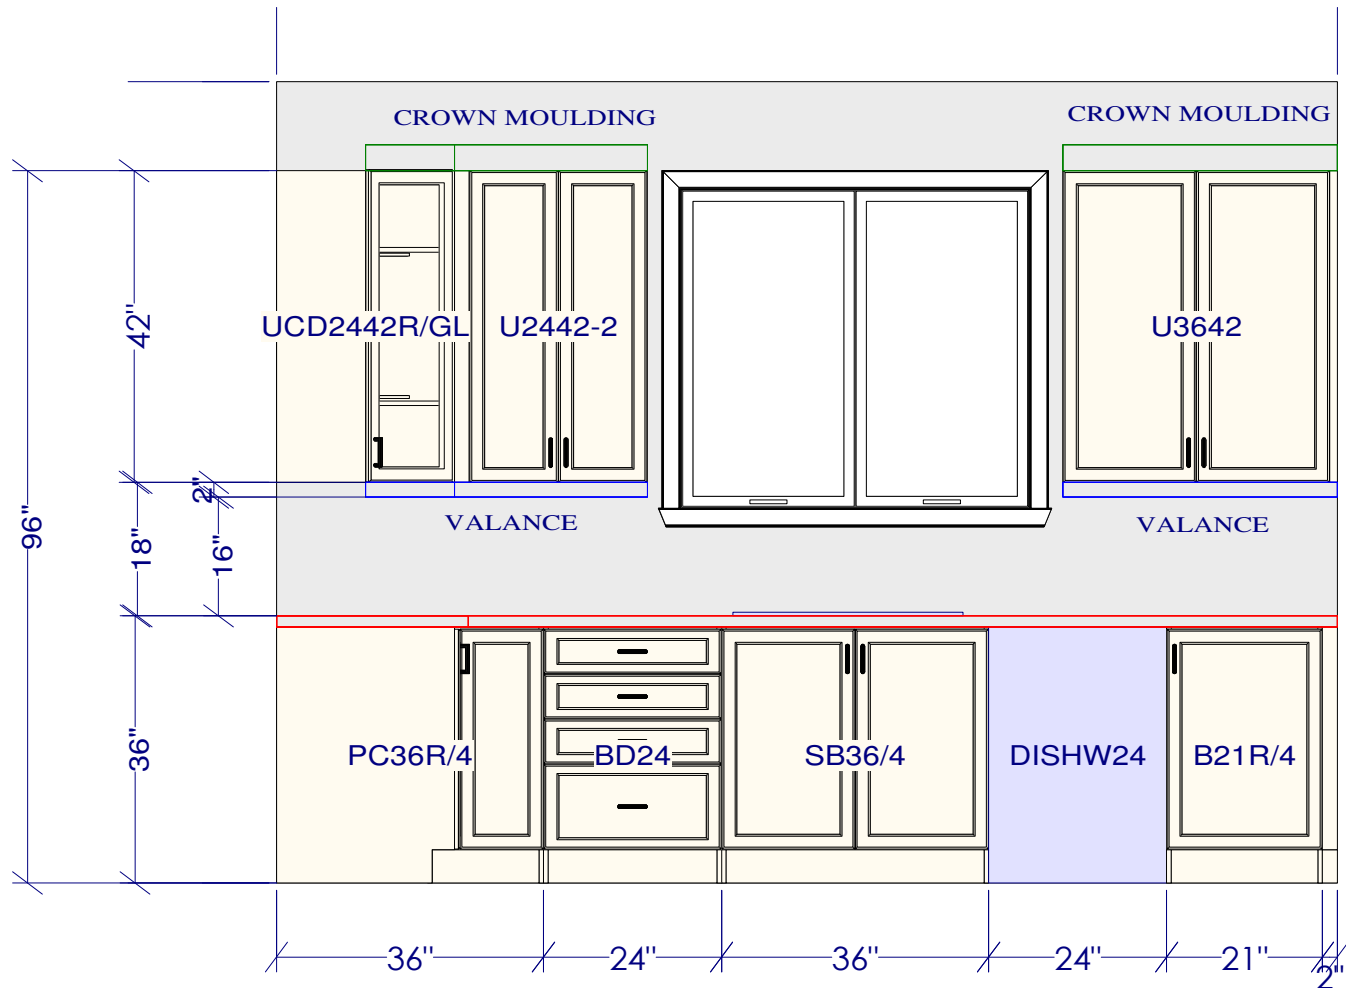 CROWN MOULDING
CROWN MOULDING
UCD2442R/GL
U2442-2
U3642
42"
2"
VALANCE
VALANCE
96"
18"
16"
36"
PC36R/4
BD24
SB36/4
DISHW24
B21R/4
36"
24"
36"
24"
21"
2"